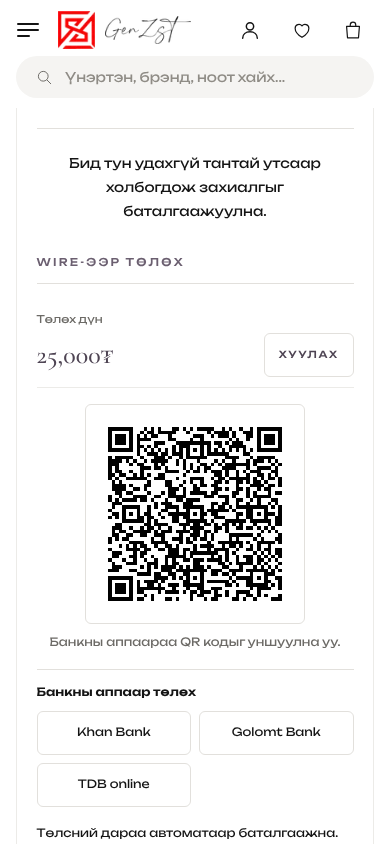 GenZst
Үнэртэн, брэнд, ноот хайх...
Бид тун удахгүй тантай утсаар
холбогдож захиалгыг
баталгаажуулна.
WIRE-ЭЭР ТӨЛӨХ
Төлөх дүн
25,000₮
ХУУЛАХ
Банкны аппаараа QR кодыг уншуулна уу.
Банкны аппаар төлөх
Khan Bank
Golomt Bank
TDB online
Төлсний дараа автоматаар баталгаажна.